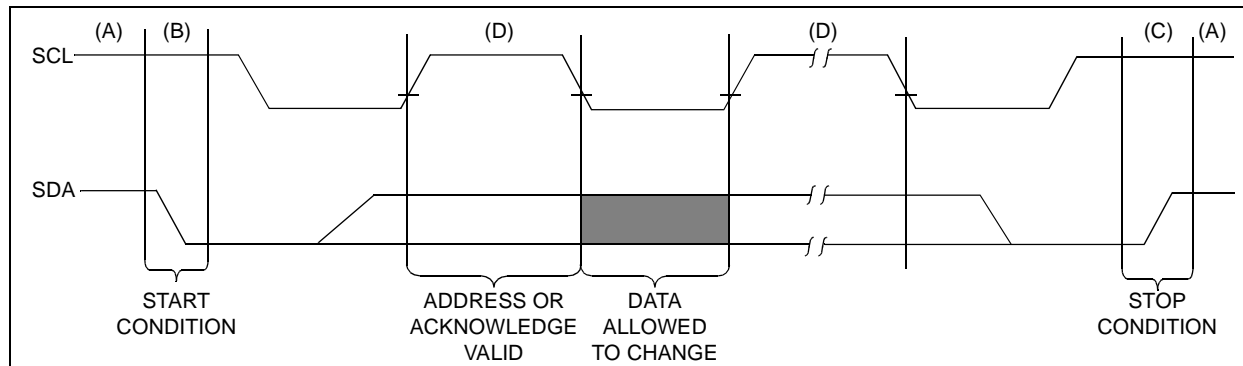 (A) (B) (D) (D) (C) (A)
SCL
SDA
START
CONDITION
ADDRESS OR
ACKNOWLEDGE
VALID
DATA
ALLOWED
TO CHANGE
STOP
CONDITION